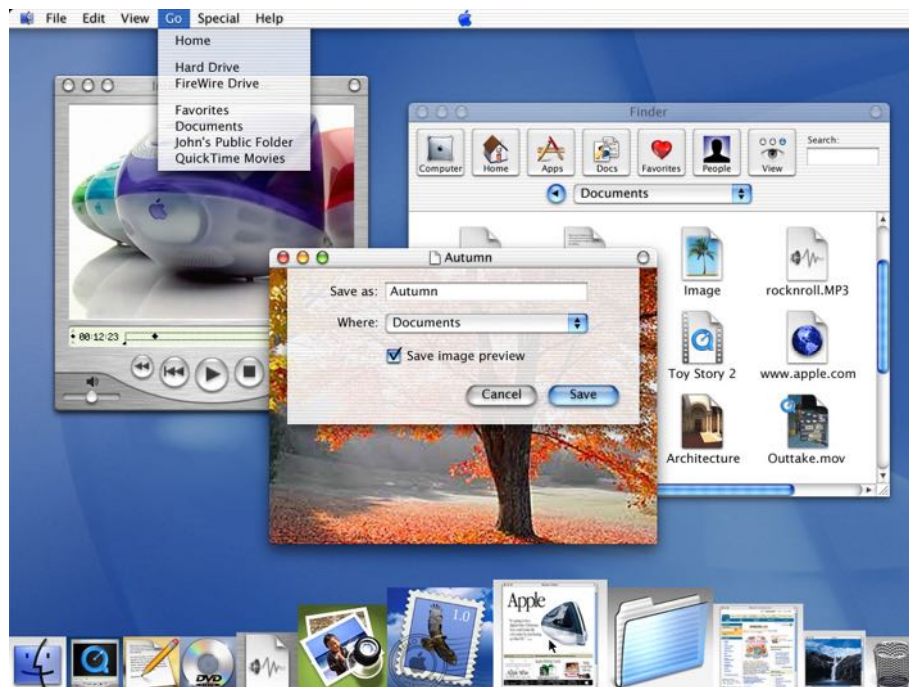 File Edit View Go Special Help
Home
Hard Drive
FireWire Drive
Favorites
Documents
John's Public Folder
QuickTime Movies
00:12:23
Finder
Computer Home Apps Docs Favorites People View Search:
Documents
Image rocknroll.MP3
Toy Story 2 www.apple.com
Architecture Outtake.mov
Autumn
Save as: Autumn
Where: Documents
Save image preview
Cancel Save
1.0
Apple
DVD